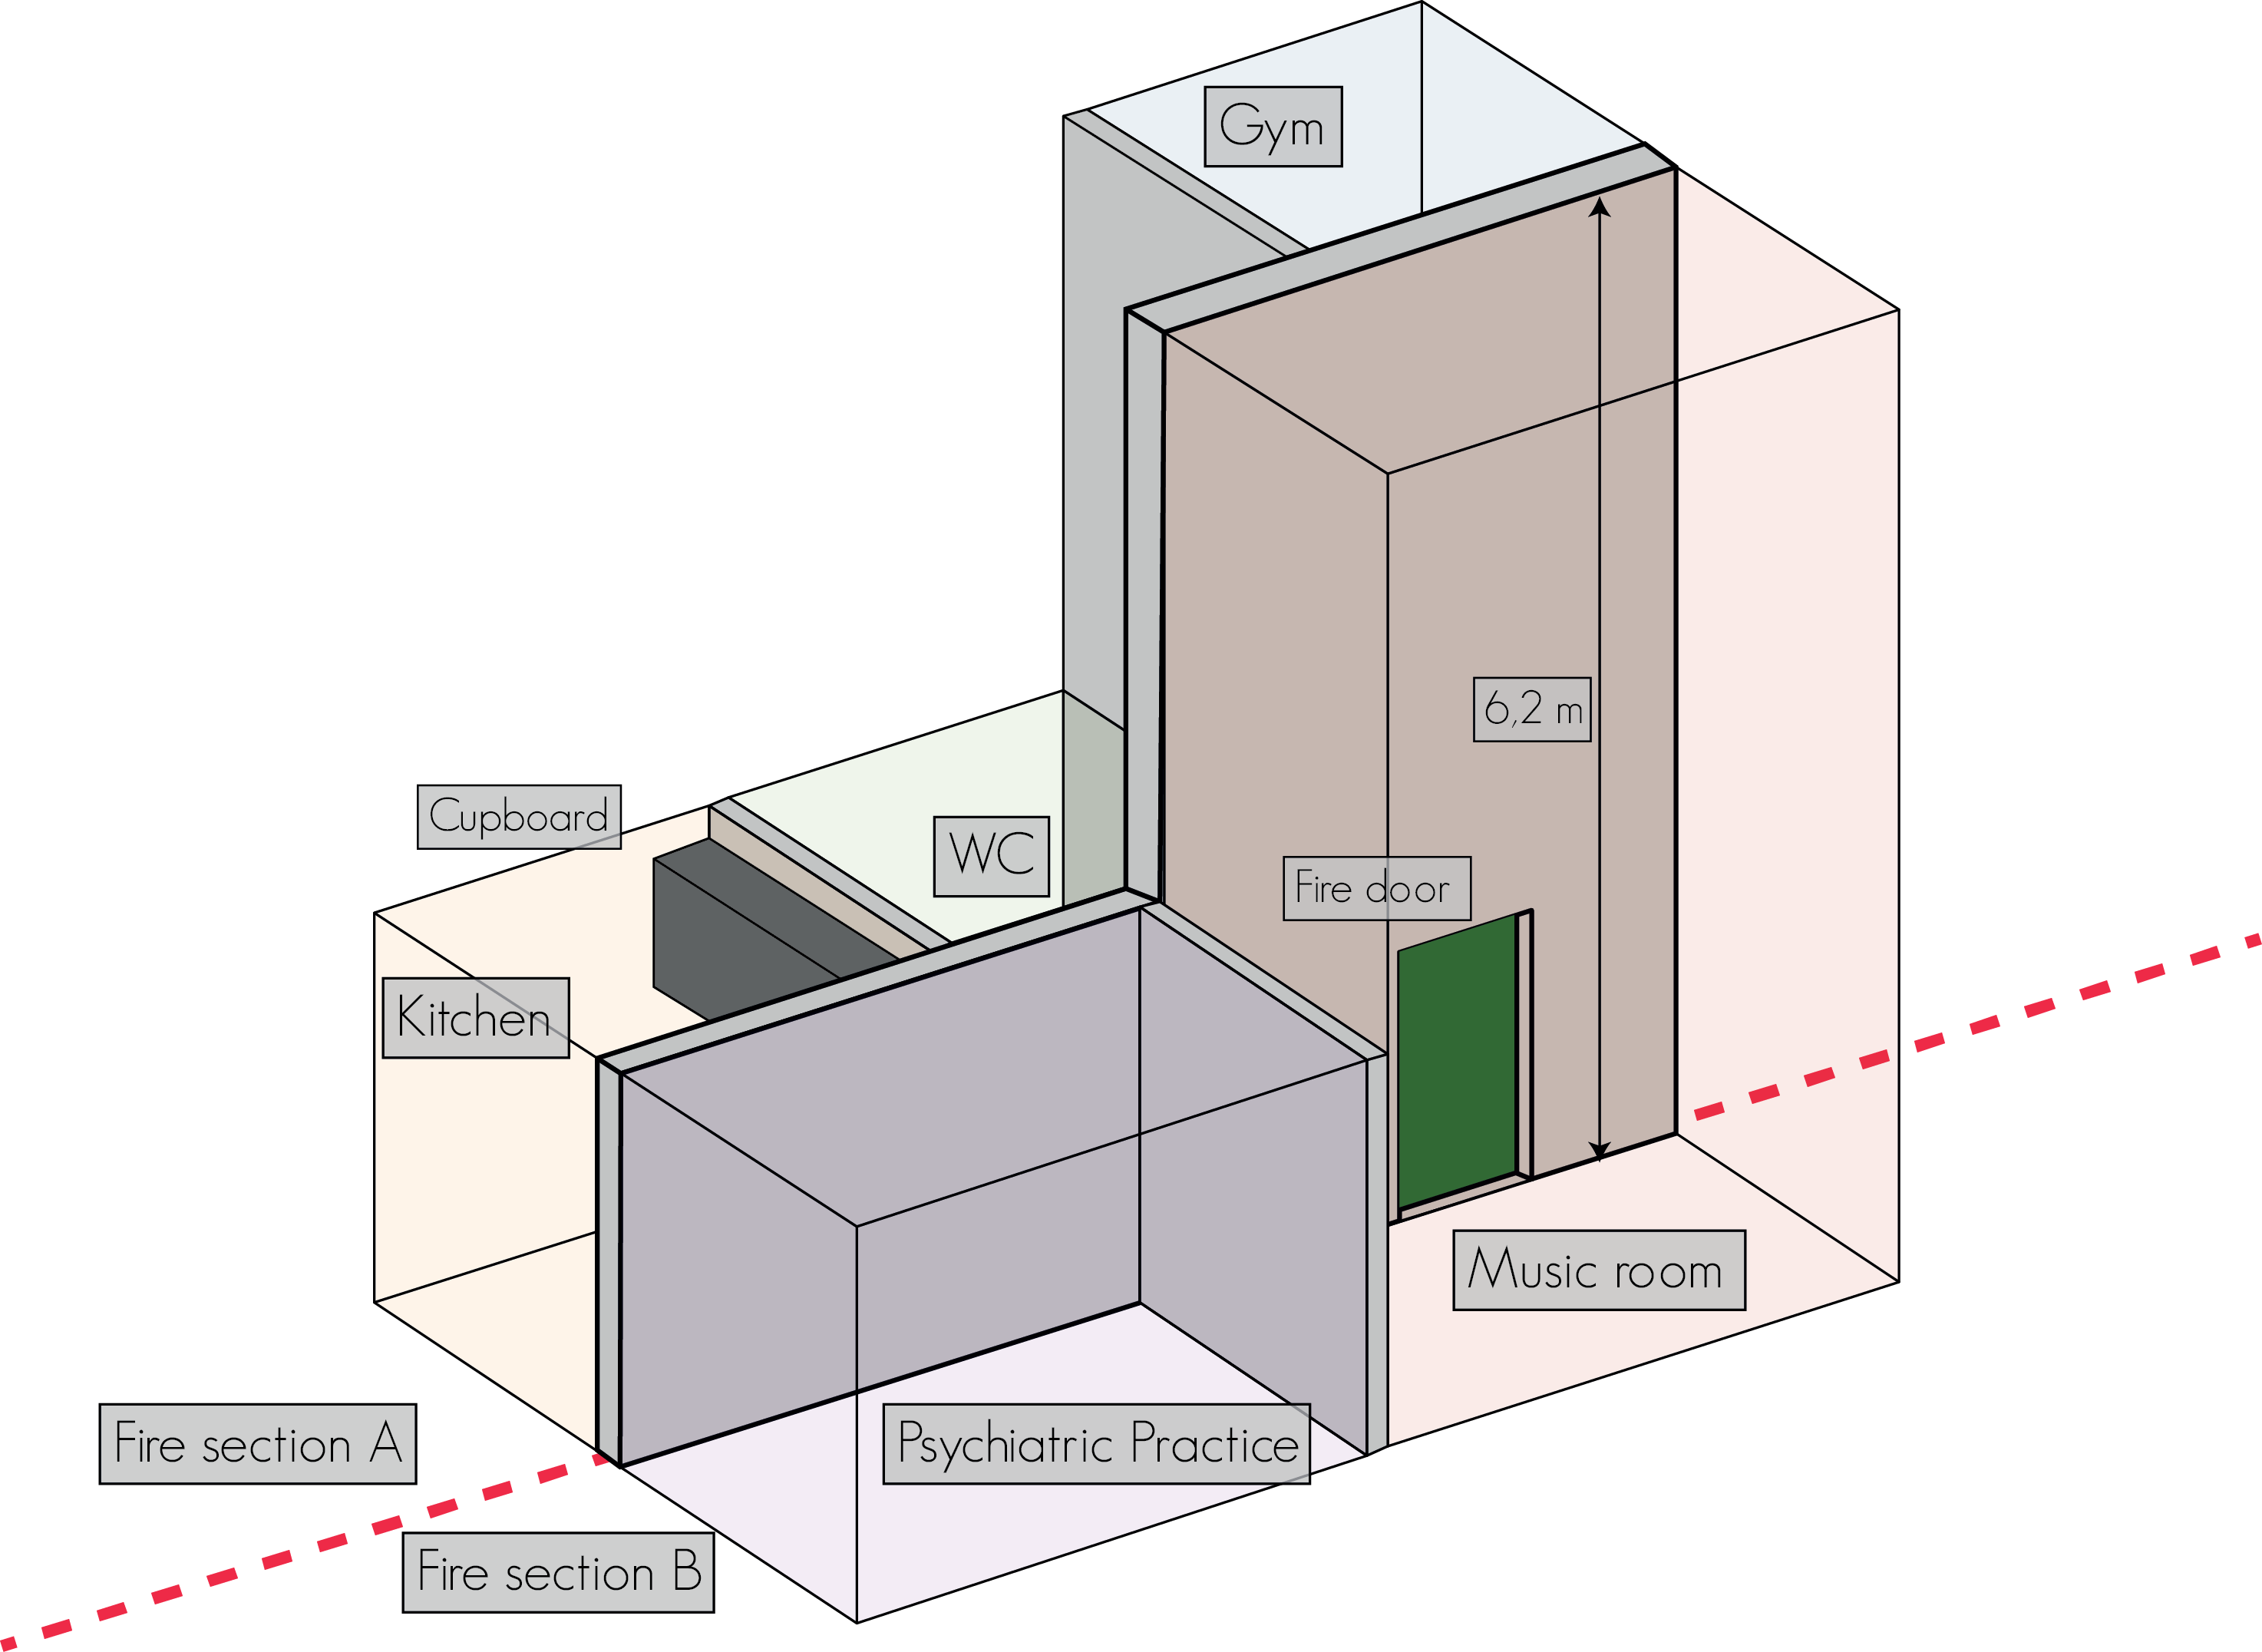 Gym
6,2 m
Cupboard
WC
Fire door
Kitchen
Music room
Fire section A
Psychiatric Practice
Fire section B